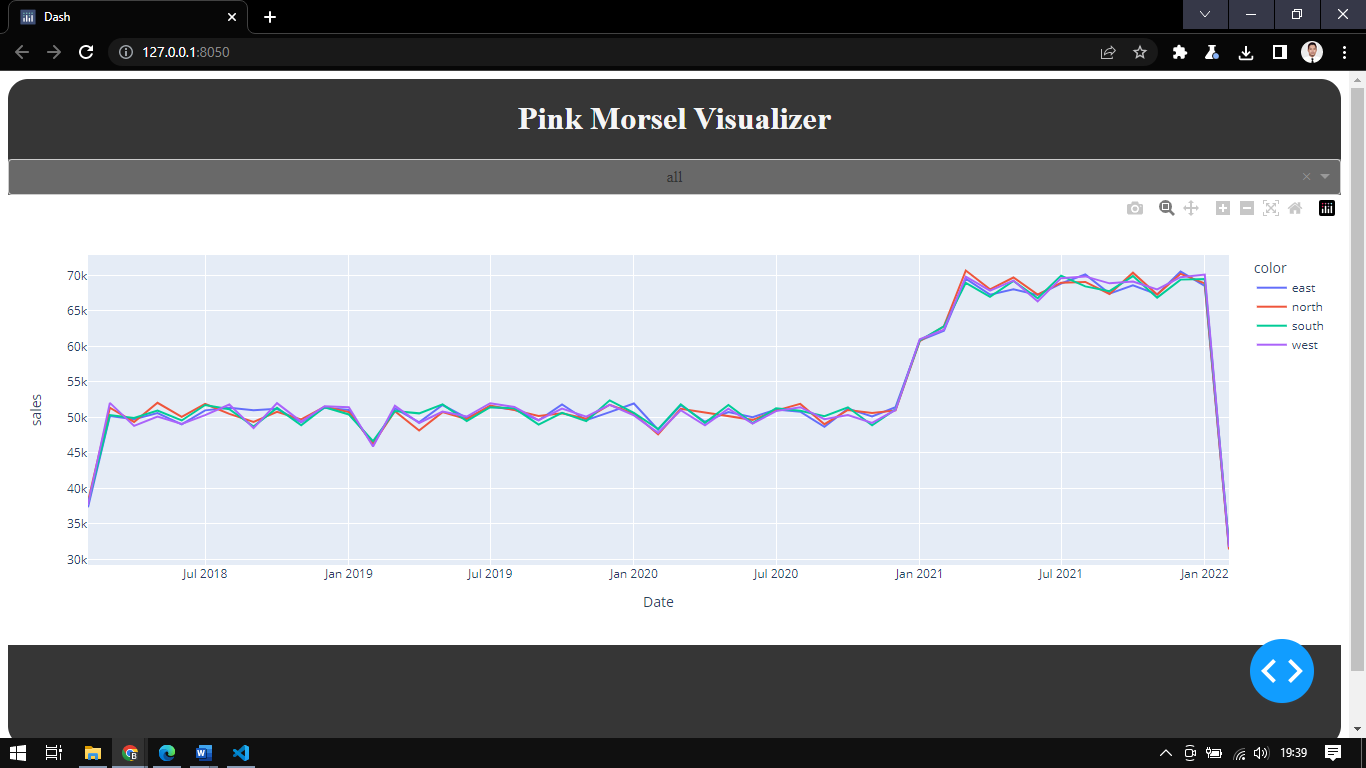 Dash
127.0.0.1:8050
Pink Morsel Visualizer
all
color
east
north
south
west
70k
65k
60k
55k
50k
45k
40k
35k
30k
sales
Jul 2018
Jan 2019
Jul 2019
Jan 2020
Jul 2020
Jan 2021
Jul 2021
Jan 2022
Date
19:39